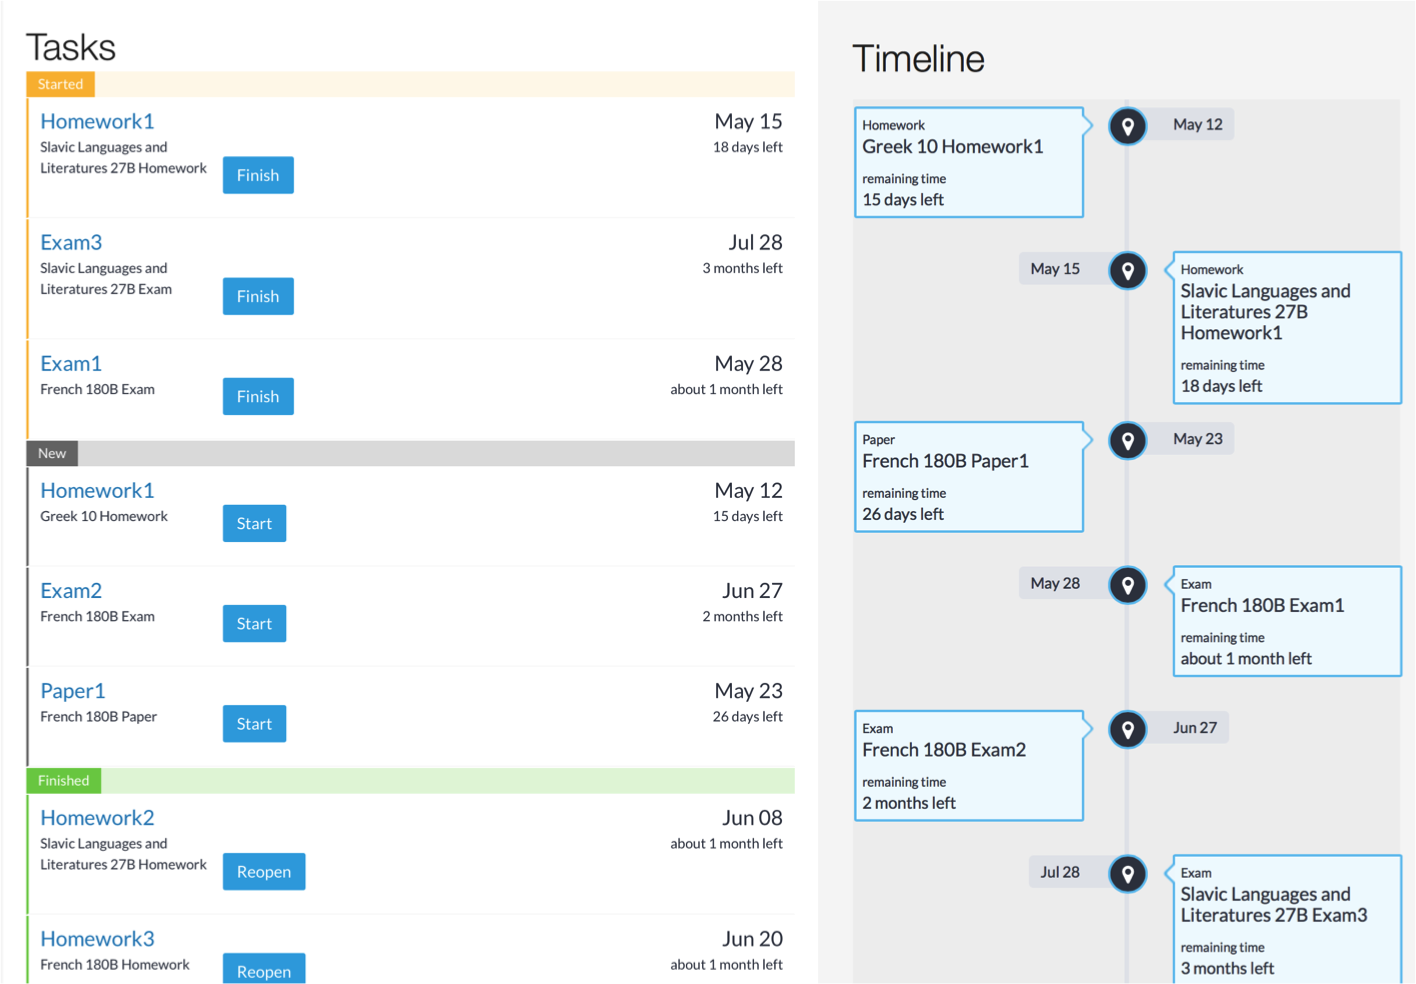 Tasks
Started
Homework1
May 15
Slavic Languages and
18 days left
Literatures 27B Homework
Finish
Exam3
Jul 28
Slavic Languages and
3 months left
Literatures 27B Exam
Finish
Exam1
May 28
French 180B Exam
about 1 month left
Finish
New
Homework1
May 12
Greek 10 Homework
15 days left
Start
Exam2
Jun 27
French 180B Exam
2 months left
Start
Paper1
May 23
French 180B Paper
26 days left
Start
Finished
Homework2
Jun 08
Slavic Languages and
about 1 month left
Literatures 27B Homework
Reopen
Homework3
Jun 20
French 180B Homework
about 1 month left
Reopen
Timeline
Homework
May 12
Greek 10 Homework1
remaining time
15 days left
May 15
Homework
Slavic Languages and
Literatures 27B
Homework1
remaining time
18 days left
Paper
May 23
French 180B Paper1
remaining time
26 days left
May 28
Exam
French 180B Exam1
remaining time
about 1 month left
Exam
Jun 27
French 180B Exam2
remaining time
2 months left
Jul 28
Exam
Slavic Languages and
Literatures 27B Exam3
remaining time
3 months left